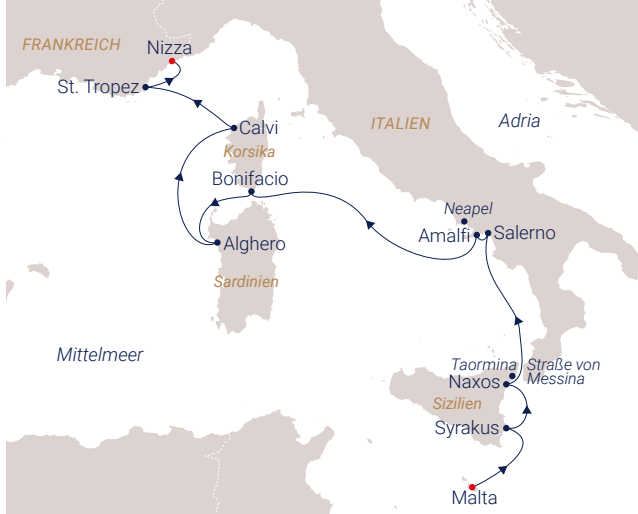 FRANKREICH
Nizza
St. Tropez
ITALIEN
Adria
Calvi
Korsika
Bonifacio
Neapel
Amalfi
Salerno
Alghero
Sardinien
Mittelmeer
Taormina
Straße von
Messina
Naxos
Sizilien
Syrakus
Malta